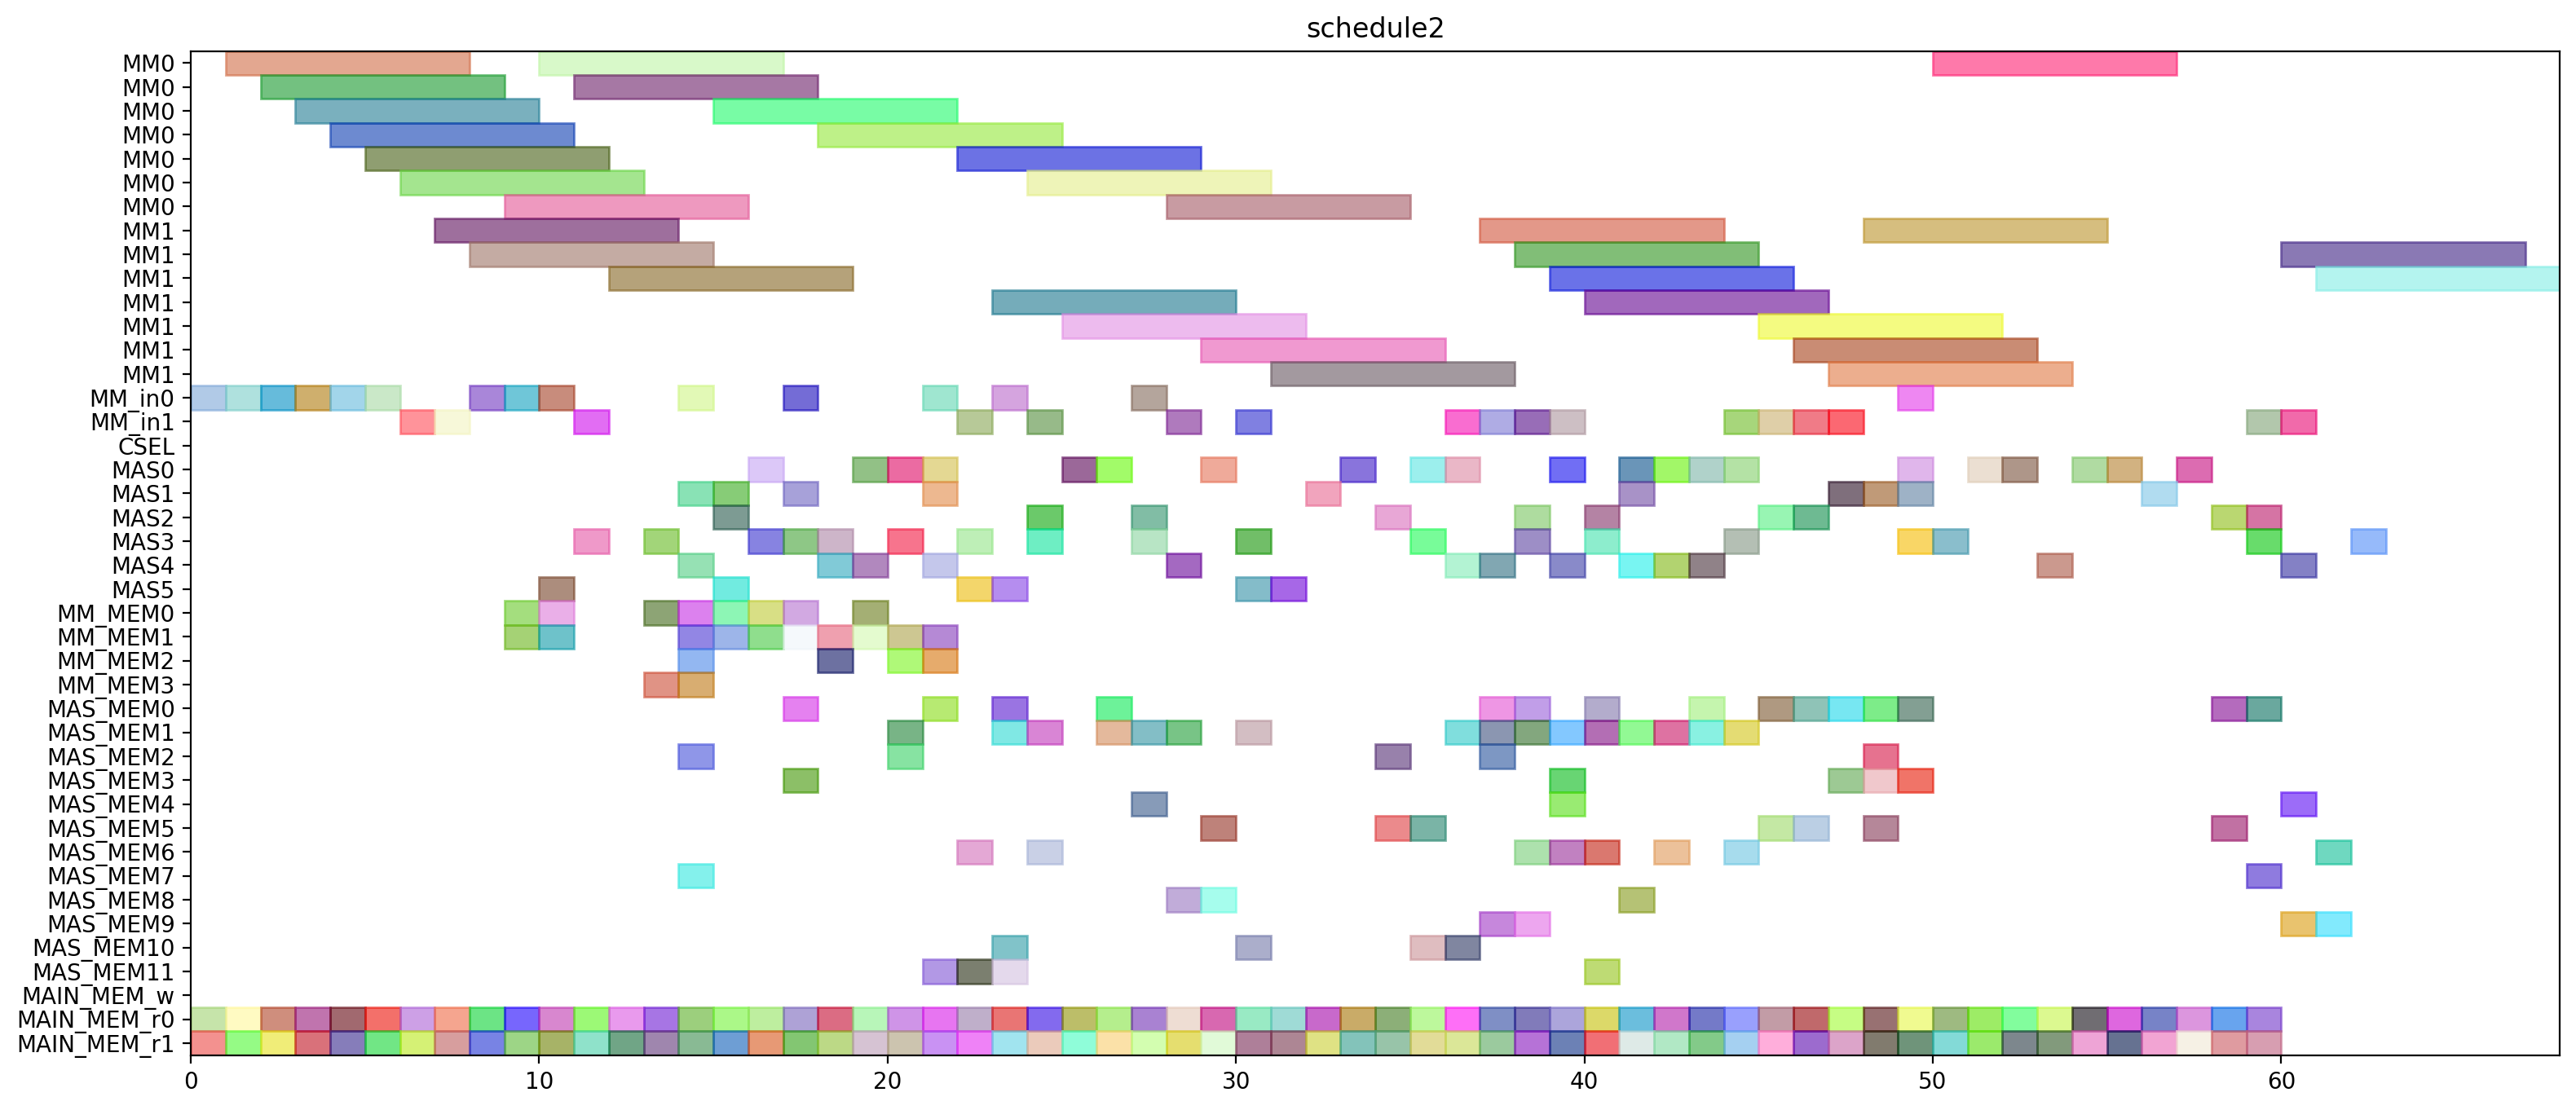 schedule2
MM0
MM0
MM0
MM0
MM0
MM0
MM0
MM1
MM1
MM1
MM1
MM1
MM1
MM1
MM_in0
MM_in1
CSEL
MAS0
MAS1
MAS2
MAS3
MAS4
MAS5
MM_MEM0
MM_MEM1
MM_MEM2
MM_MEM3
MAS_MEM0
MAS_MEM1
MAS_MEM2
MAS_MEM3
MAS_MEM4
MAS_MEM5
MAS_MEM6
MAS_MEM7
MAS_MEM8
MAS_MEM9
MAS_MEM10
MAS_MEM11
MAIN_MEM_w
MAIN_MEM_r0
MAIN_MEM_r1
0 10 20 30 40 50 60